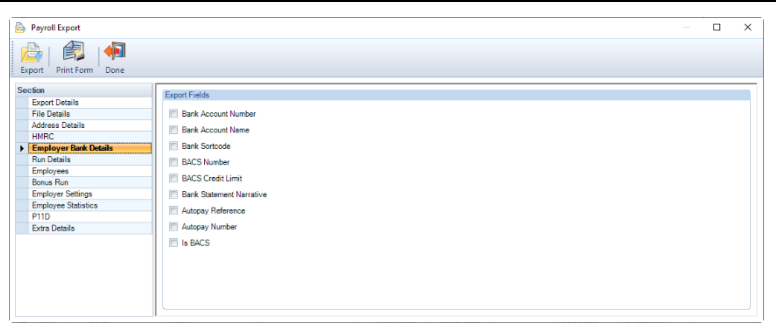 Payroll Export
Export Print Form Done
Section
Export Details
File Details
Address Details
HMRC
Employer Bank Details
Run Details
Employees
Bonus Run
Employer Settings
Employee Statistics
P11D
Extra Details
Export Fields
Bank Account Number
Bank Account Name
Bank Sortcode
BACS Number
BACS Credit Limit
Bank Statement Narrative
Autopay Reference
Autopay Number
Is BACS